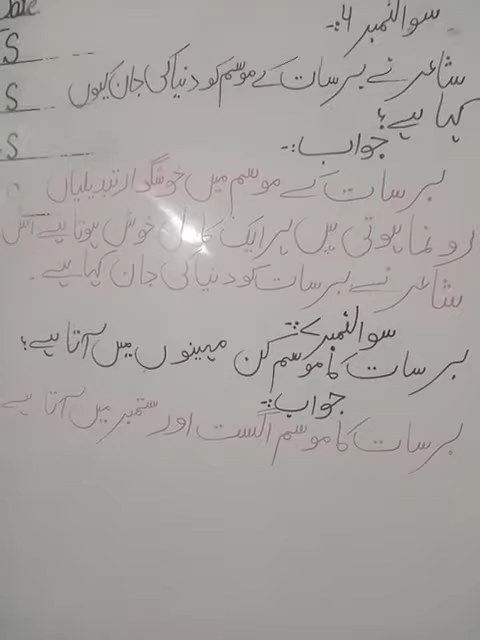 Date
سوالنمبر 4:-
S
شاعر نے برسات کے موسم کو دنیا کی جان کیوں
S
کہا ہے؟
جواب:-
S
برسات کے موسم میں خوشگوار تبدیلیاں
رونما ہوتی ہیں ہر ایک کا دل خوش ہوتا ہے اس
شاعر نے برسات کو دنیا کی جان کہا ہے۔
سوالنمبر
برسات کا موسم کن مہینوں میں آتا ہے؟
جواب:-
برسات کا موسم اگست اور ستمبر میں آتا ہے